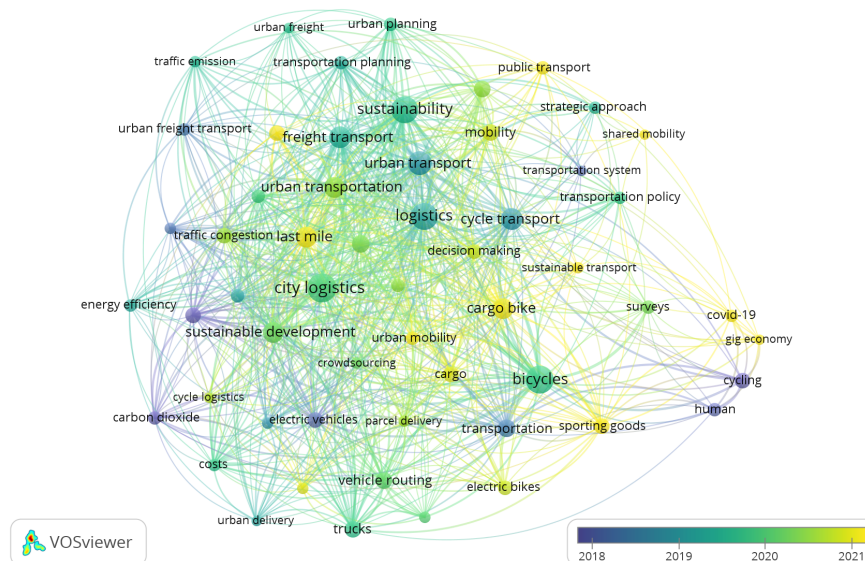 urban planning
urban freight
traffic emission
transportation planning
public transport
sustainability
strategic approach
urban freight transport
freight transport
mobility
shared mobility
urban transport
transportation system
urban transportation
transportation policy
logistics
cycle transport
traffic congestion
last mile
decision making
sustainable transport
city logistics
energy efficiency
cargo bike
surveys
covid-19
sustainable development
urban mobility
gig economy
crowdsourcing
cargo
bicycles
cycling
cycle logistics
human
carbon dioxide
electric vehicles
parcel delivery
transportation
sporting goods
costs
vehicle routing
electric bikes
urban delivery
trucks
VOSviewer
2018
2019
2020
2021